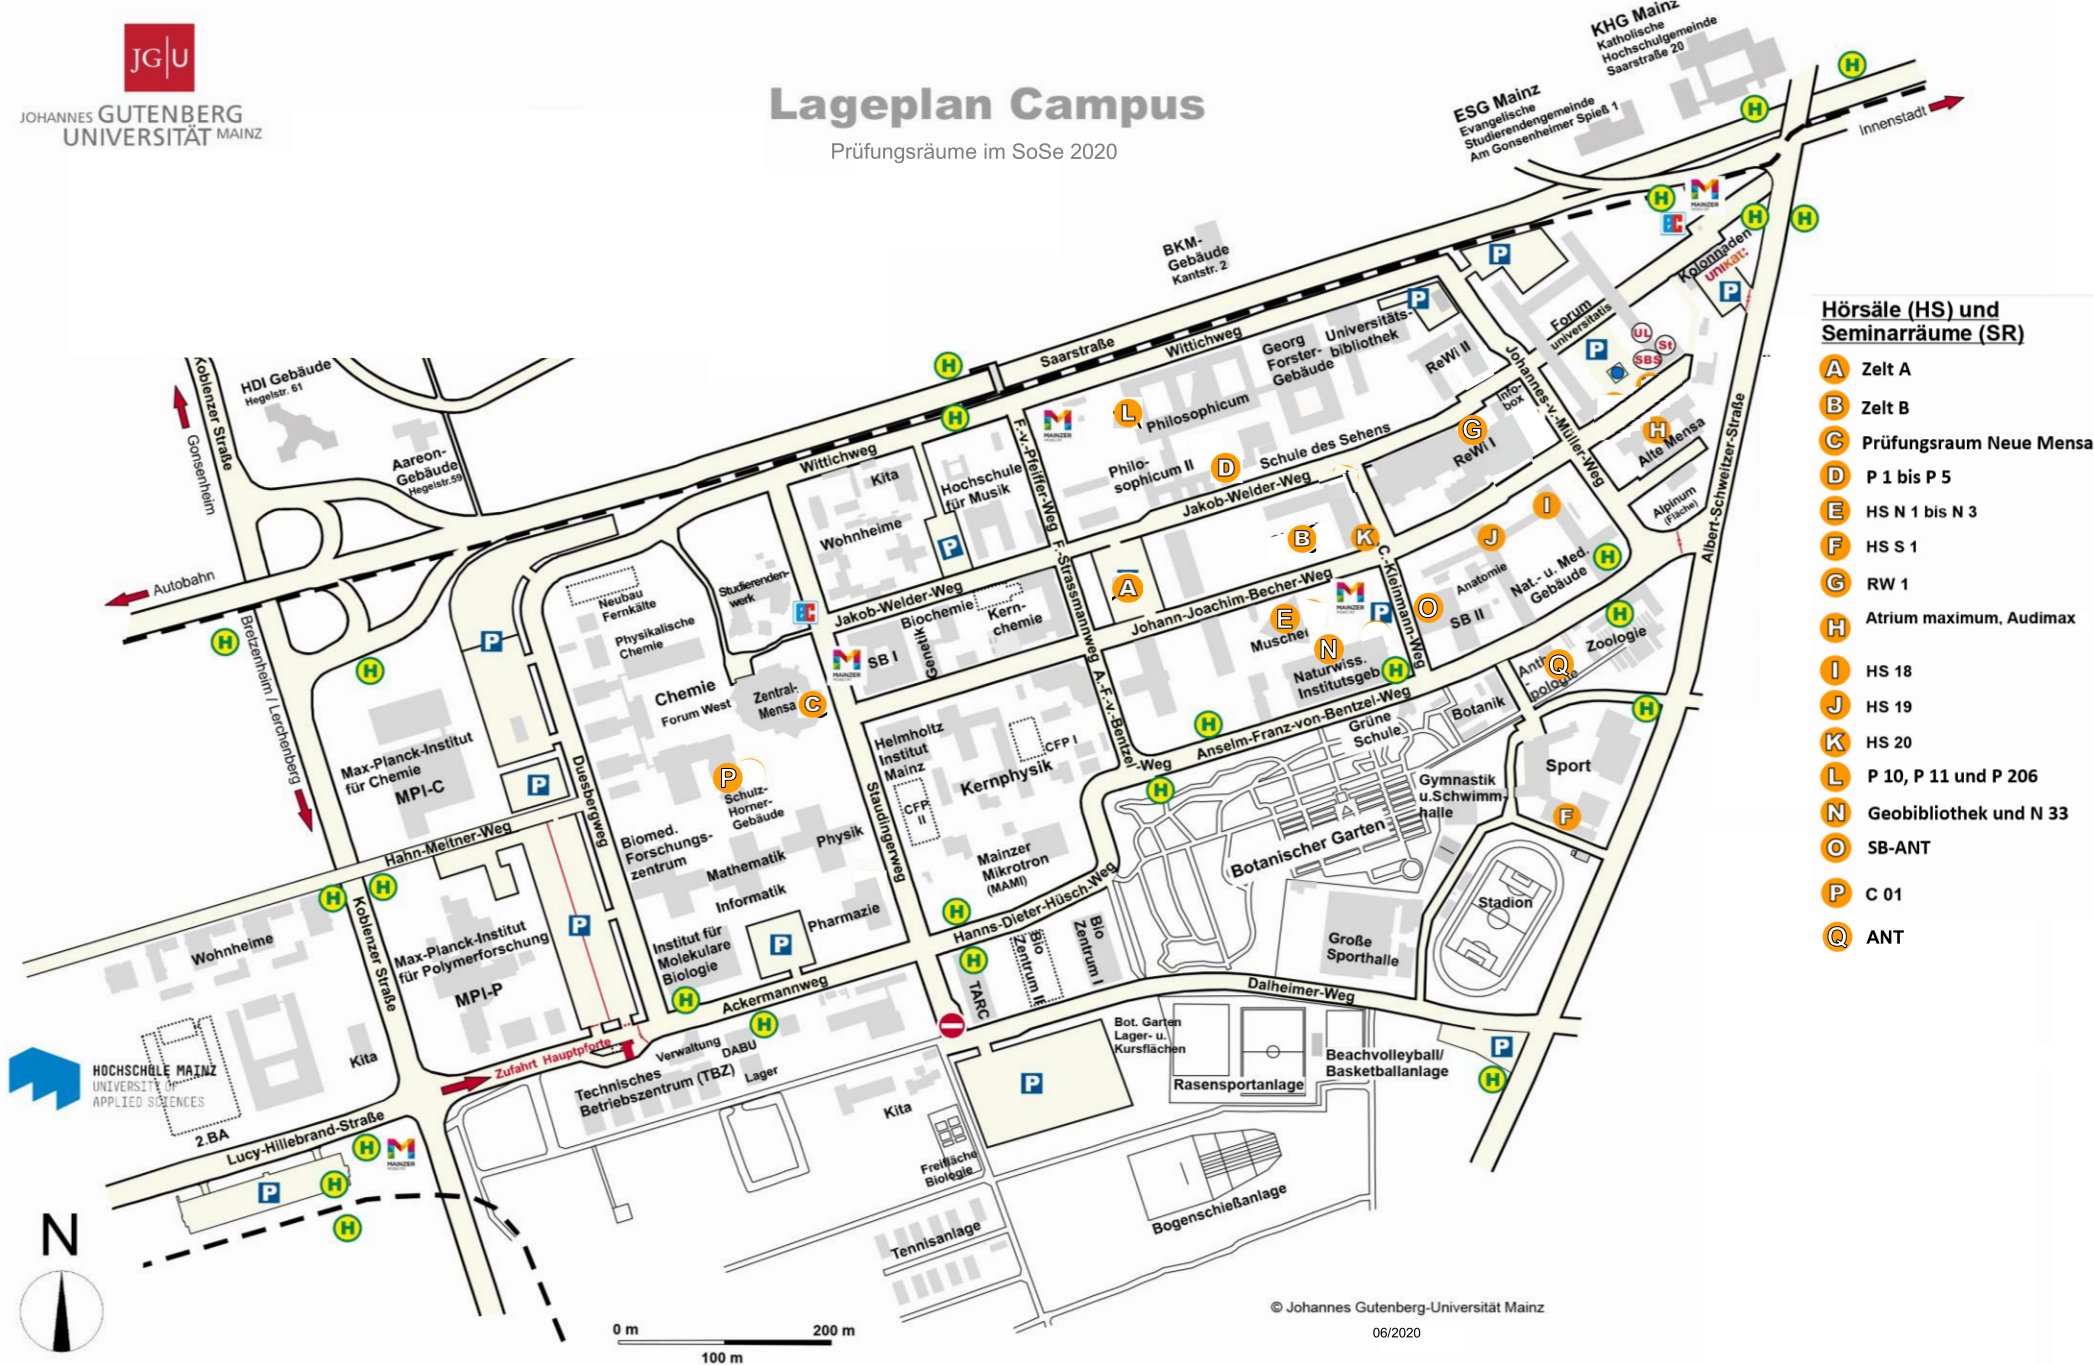 JG|U
JOHANNES GUTENBERG
UNIVERSITÄT MAINZ
Lageplan Campus
Prüfungsräume im SoSe 2020
KHG Mainz
Katholische
Hochschulgemeinde
Saarstraße 20
ESG Mainz
Evangelische
Studierendengemeinde
Am Gonsenheimer Spieß 1
Innenstadt
H
H
H
H
H
MAINZER
EC
Kolonnaden
unikat:
P
P
BKM-
Gebäude
Kantstr. 2
Forum
universitatis
UL
St
SBS
P
Hörsäle (HS) und
Seminarräume (SR)
A Zelt A
B Zelt B
C Prüfungsraum Neue Mensa
D P 1 bis P 5
E HS N 1 bis N 3
F HS S 1
G RW 1
H Atrium maximum, Audimax
I HS 18
J HS 19
K HS 20
L P 10, P 11 und P 206
N Geobibliothek und N 33
O SB-ANT
P C 01
Q ANT
Koblenzer Straße
HDI Gebäude
Hegelstr. 61
Gonsenheim
Aareon-
Gebäude
Hegelstr.59
Autobahn
H
H
Bretzenheim / Lerchenberg
H
H
Saarstraße
Wittichweg
Wittichweg
Georg
Forster-
Gebäude
Universitäts-
bibliothek
P
ReWi II
Johannes-v.-Müller-Weg
Info-
box
L
Philosophicum
MAINZER
F.-v.-Pfeiffer-Weg
Philo-
sophicum II
D
Schule des Sehens
G
ReWi I
H
Alte Mensa
Alpinum
(Fläche)
Albert-Schweitzer-Straße
Kita
Hochschule
für Musik
Wohnheime
P
Jakob-Welder-Weg
I
B
K
J
Anatomie
Nat.- u. Med.
Gebäude
H
H
Neubau
Fernkälte
Studierenden-
werk
Physikalische
Chemie
P
EC
Jakob-Welder-Weg
Biochemie
Kern-
chemie
Genetik
SB I
MAINZER
F.-Strassmannweg
A
Johann-Joachim-Becher-Weg
MAINZER
P
C.-Kleinmann-Weg
O
SB II
E
Muschel
N
Naturwiss.
Institutsgeb
H
Q
Zoologie
Chemie
Forum West
Zentral-
Mensa
C
A.-F.-v.-Bentzel
-Weg
Anselm-Franz-von-Bentzel-Weg
H
H
Grüne
Schule
Botanik
H
Sport
Max-Planck-Institut
für Chemie
MPI-C
P
Duesbergweg
P
Schulz-
Horner-
Gebäude
Helmholtz
Institut
Mainz
CFP
II
CFP I
Kernphysik
Staudingerweg
Gymnastik
u.Schwimm-
halle
F
Hahn-Meitner-Weg
H
H
Biomed.
Forschungs-
zentrum
Mathematik
Physik
Informatik
Mainzer
Mikrotron
(MAMI)
Botanischer Garten
Stadion
Wohnheime
Koblenzer Straße
Max-Planck-Institut
für Polymerforschung
MPI-P
P
Institut für
Molekulare
Biologie
P
Pharmazie
H
Hanns-Dieter-Hüsch-Weg
H
Bio
Zentrum II
Bio
Zentrum I
TARC
Große
Sporthalle
H
Ackermannweg
H
Dalheimer-Weg
HOCHSCHULE MAINZ
UNIVERSITY OF
APPLIED SCIENCES
Kita
Zufahrt Hauptpforte
Verwaltung
DABU
Technisches
Betriebszentrum (TBZ)
Lager
Bot. Garten
Lager- u.
Kursflächen
P
Rasensportanlage
Beachvolleyball/
Basketballanlage
P
H
2.BA
Lucy-Hillebrand-Straße
H
MAINZER
P
H
H
Kita
Freifläche
Biologie
Bogenschießanlage
Tennisanlage
N
0 m
200 m
100 m
© Johannes Gutenberg-Universität Mainz
06/2020